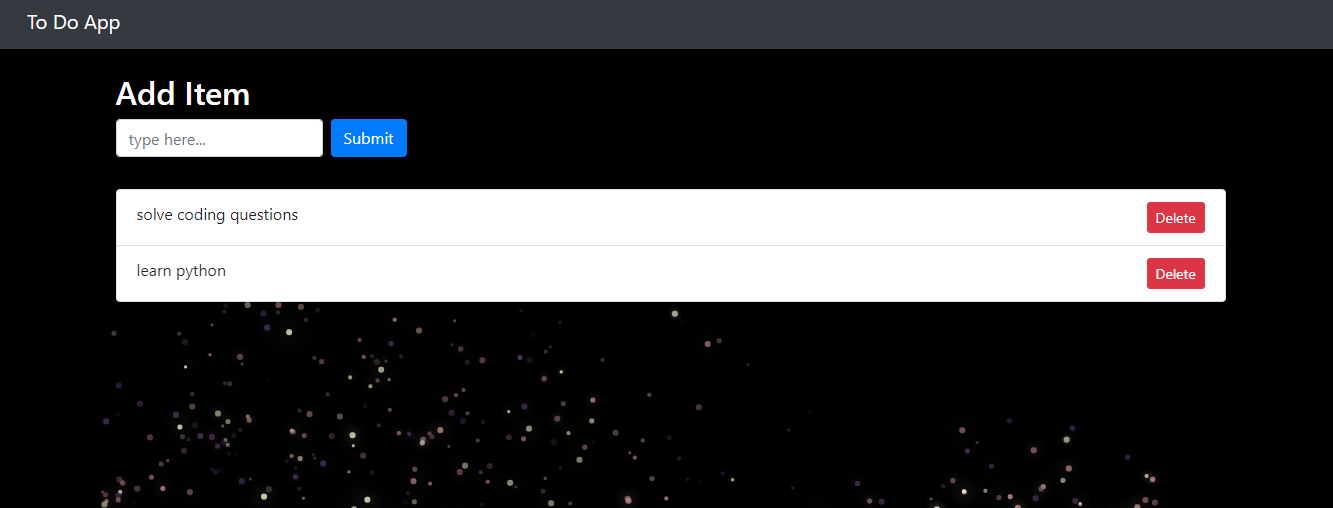 To Do App
Add Item
type here...
Submit
solve coding questions
Delete
learn python
Delete